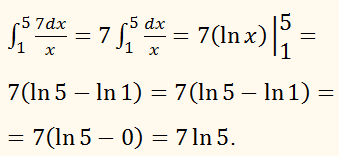 ∫₁⁵ 7dx/x = 7 ∫₁⁵ dx/x = 7(ln x) |₁⁵ =
7(ln 5 − ln 1) = 7(ln 5 − ln 1) =
= 7(ln 5 − 0) = 7 ln 5.